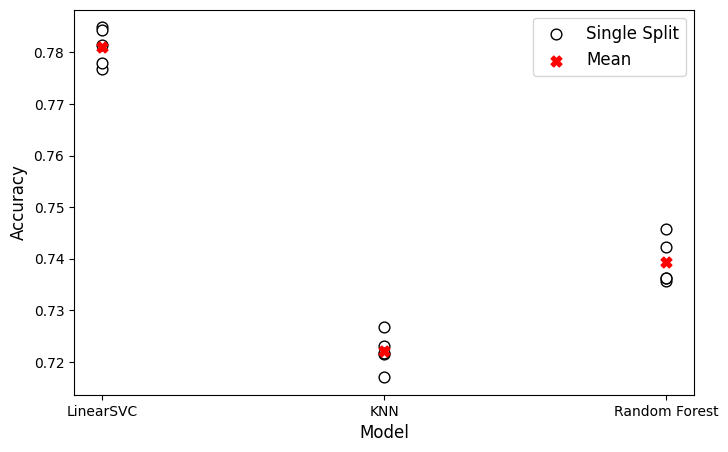 Single Split
Mean
0.78
0.77
0.76
0.75
0.74
0.73
0.72
Accuracy
LinearSVC
KNN
Random Forest
Model